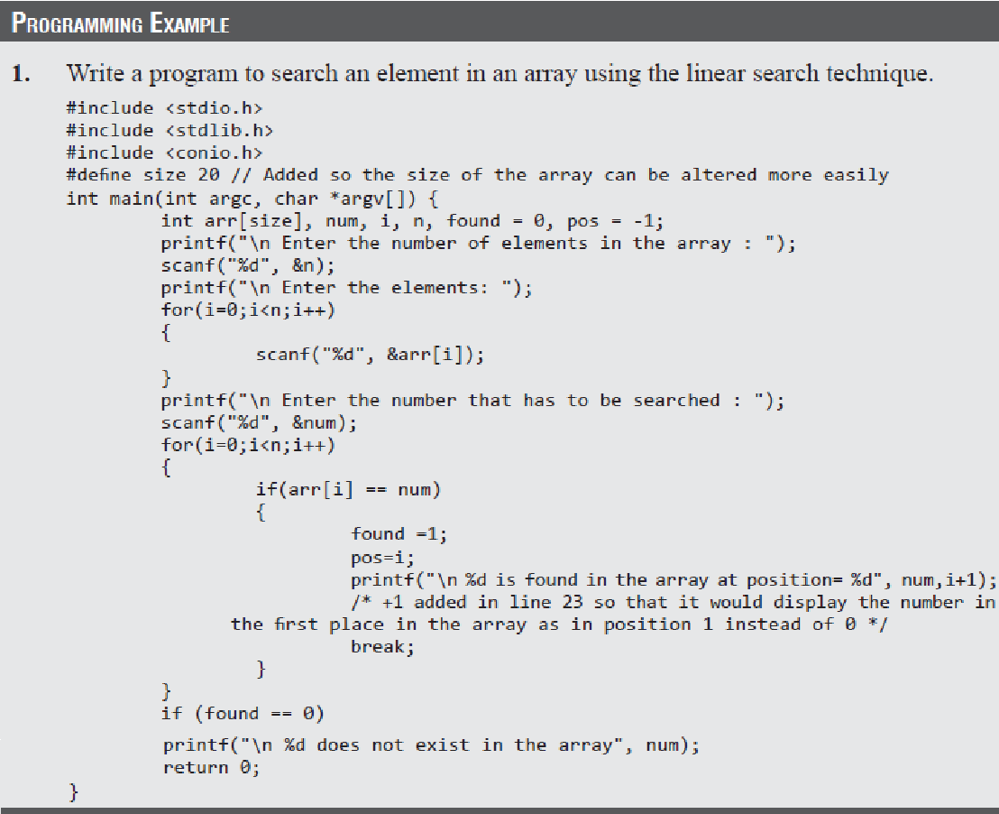 PROGRAMMING EXAMPLE
1. Write a program to search an element in an array using the linear search technique.
#include <stdio.h>
#include <stdlib.h>
#include <conio.h>
#define size 20 // Added so the size of the array can be altered more easily
int main(int argc, char *argv[]) {
int arr[size], num, i, n, found = 0, pos = -1;
printf("\n Enter the number of elements in the array : ");
scanf("%d", &n);
printf("\n Enter the elements: ");
for(i=0;i<n;i++)
{
scanf("%d", &arr[i]);
}
printf("\n Enter the number that has to be searched : ");
scanf("%d", &num);
for(i=0;i<n;i++)
{
if(arr[i] == num)
{
found =1;
pos=i;
printf("\n %d is found in the array at position= %d", num,i+1);
/* +1 added in line 23 so that it would display the number in
the first place in the array as in position 1 instead of 0 */
break;
}
}
if (found == 0)
printf("\n %d does not exist in the array", num);
return 0;
}